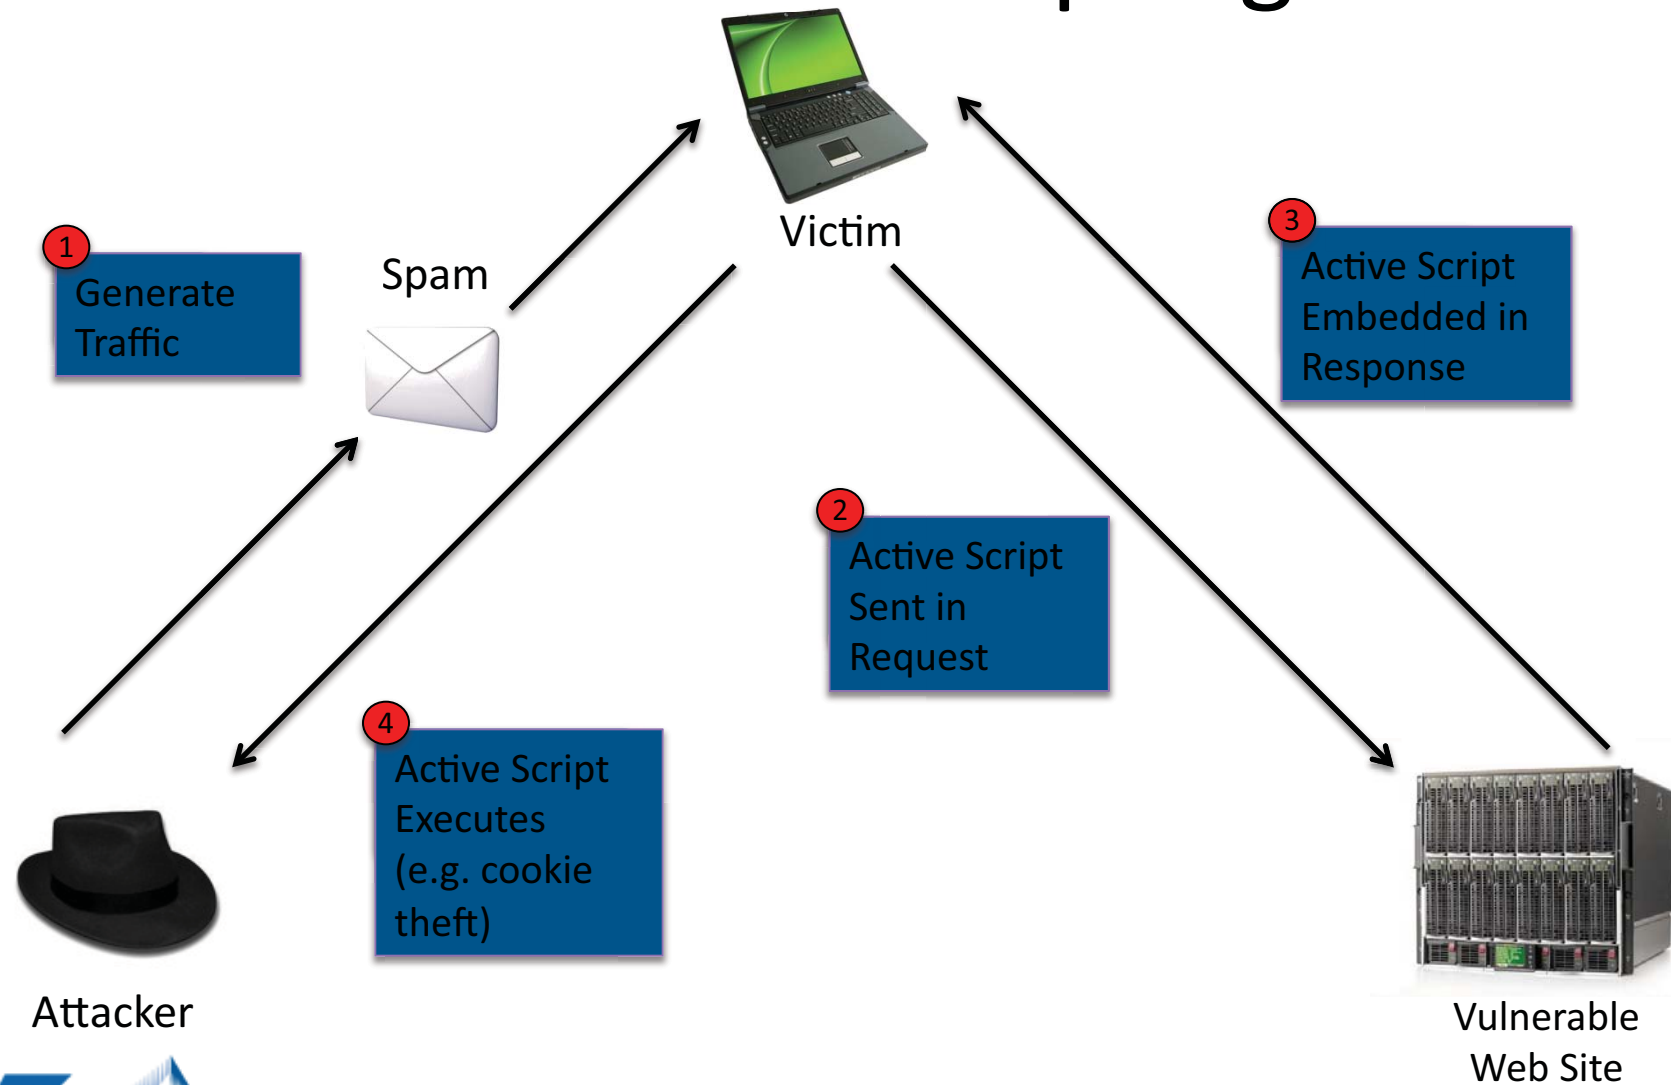 Victim
1
Generate
Traffic
Spam
3
Active Script
Embedded in
Response
2
Active Script
Sent in
Request
4
Active Script
Executes
(e.g. cookie
theft)
Attacker
Vulnerable
Web Site